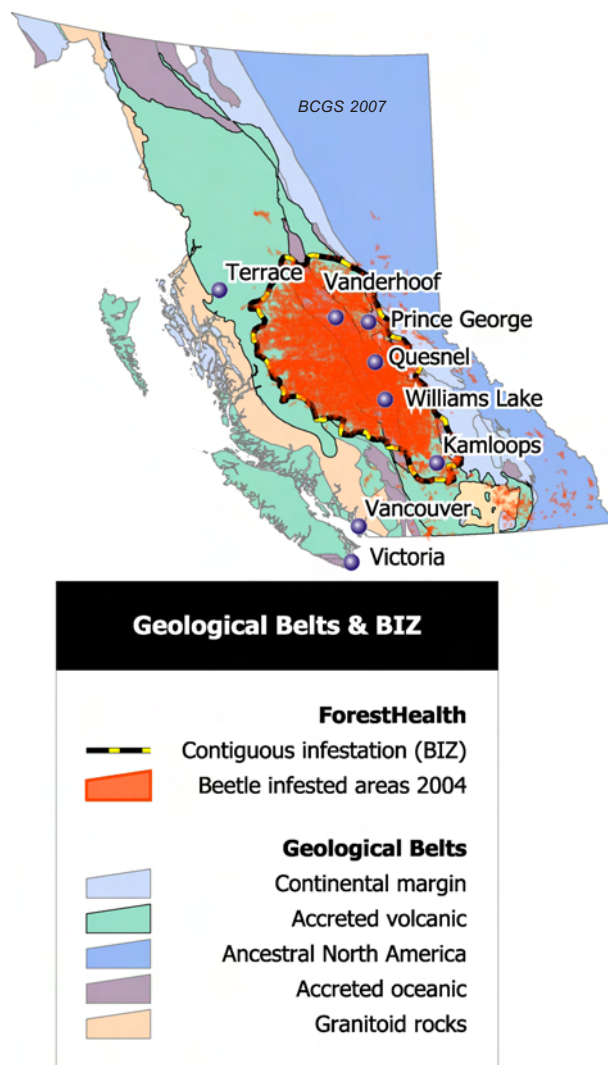 BCGS 2007
Terrace
Vanderhoof
Prince George
Quesnel
Williams Lake
Kamloops
Vancouver
Victoria
Geological Belts & BIZ
ForestHealth
Contiguous infestation (BIZ)
Beetle infested areas 2004
Geological Belts
Continental margin
Accreted volcanic
Ancestral North America
Accreted oceanic
Granitoid rocks